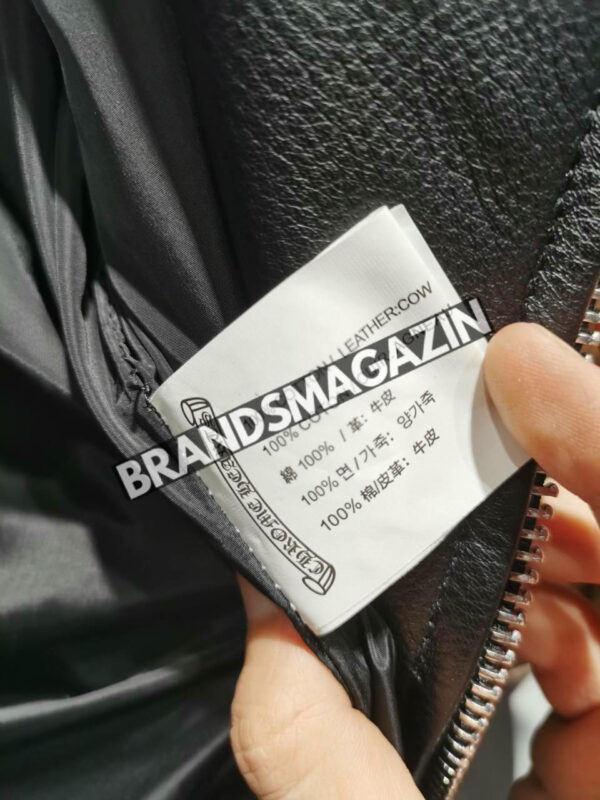 LEATHER:COW
BRANDSMAGAZIN
100%
綿 100% / 革: 牛皮
100% 면 / 가죽: 양가죽
100% 棉/皮革: 牛皮
CHROME HEARTS